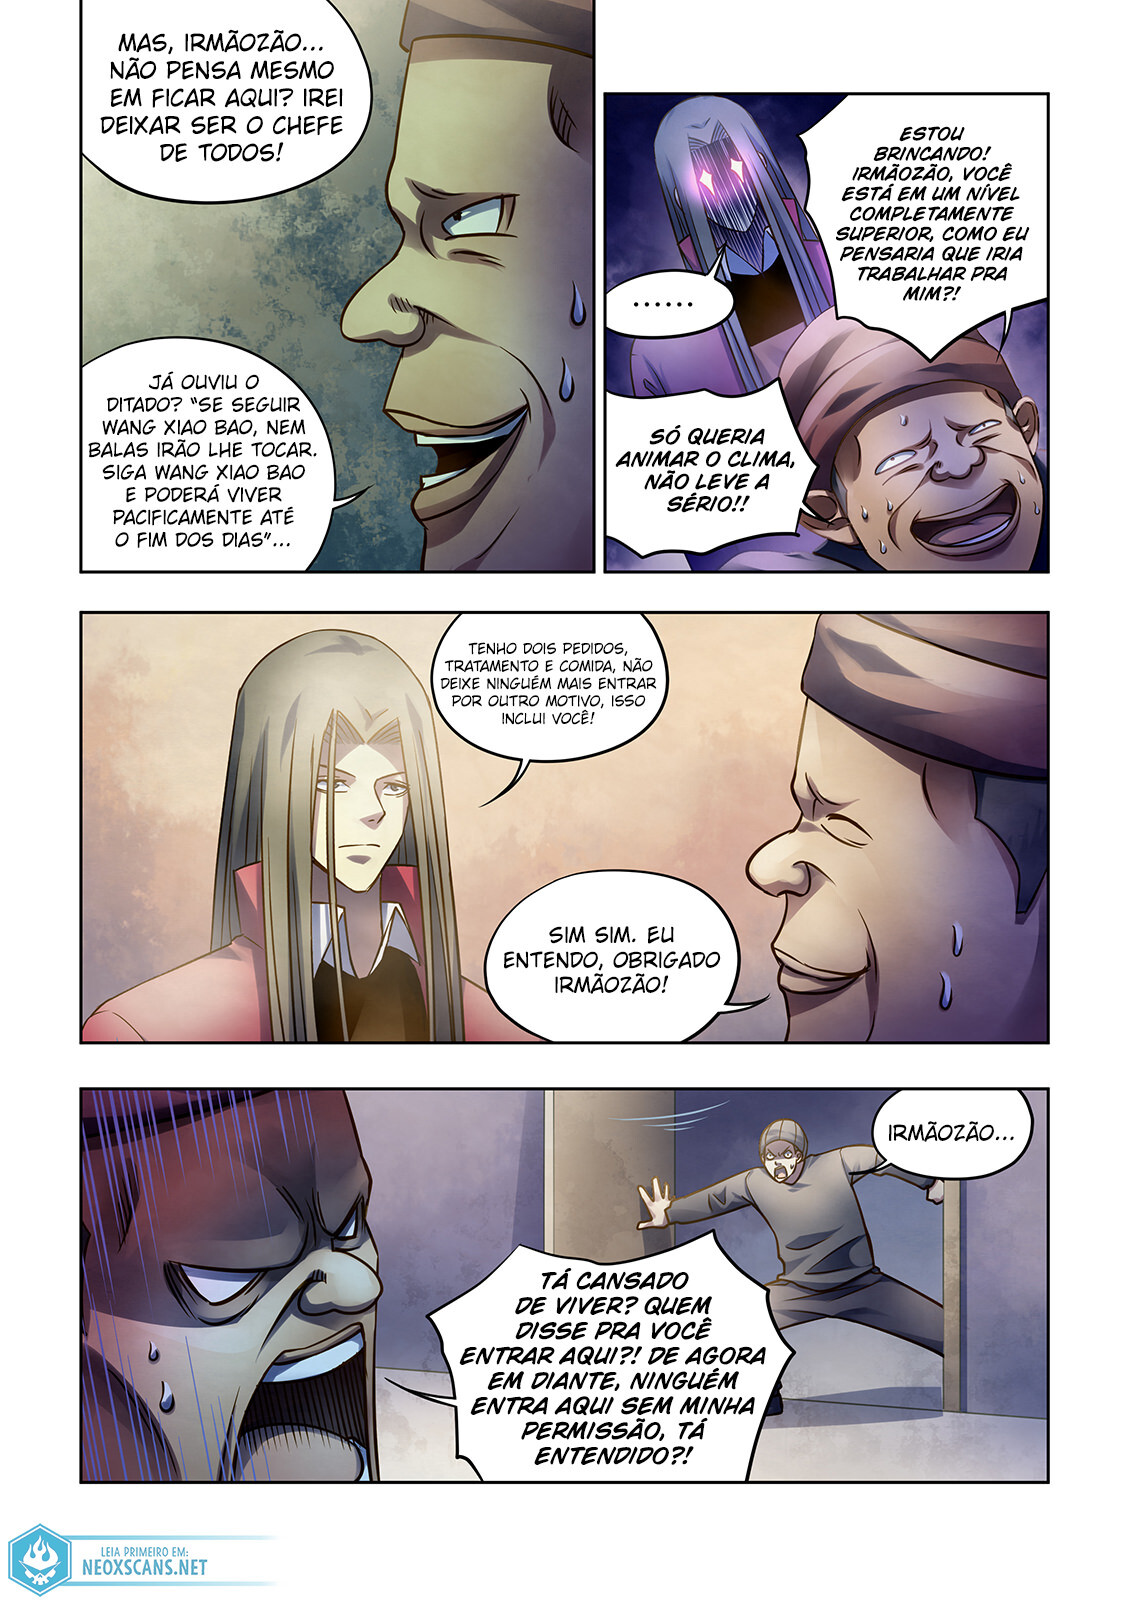 MAS, IRMÃOZÃO...
NÃO PENSA MESMO
EM FICAR AQUI? IREI
DEIXAR SER O CHEFE
DE TODOS!
JÁ OUVIU O
DITADO? "SE SEGUIR
WANG XIAO BAO, NEM
BALAS IRÃO LHE TOCAR.
SIGA WANG XIAO BAO
E PODERÁ VIVER
PACIFICAMENTE ATÉ
O FIM DOS DIAS"...
ESTOU
BRINCANDO!
IRMÃOZÃO, VOCÊ
ESTÁ EM UM NÍVEL
COMPLETAMENTE
SUPERIOR, COMO EU
PENSARIA QUE IRIA
TRABALHAR PRA
MIM?!
......
SÓ QUERIA
ANIMAR O CLIMA,
NÃO LEVE A
SÉRIO!!
TENHO DOIS PEDIDOS,
TRATAMENTO E COMIDA, NÃO
DEIXE NINGUÉM MAIS ENTRAR
POR OUTRO MOTIVO, ISSO
INCLUI VOCÊ!
SIM SIM. EU
ENTENDO, OBRIGADO
IRMÃOZÃO!
IRMÃOZÃO...
TÁ CANSADO
DE VIVER? QUEM
DISSE PRA VOCÊ
ENTRAR AQUI?! DE AGORA
EM DIANTE, NINGUÉM
ENTRA AQUI SEM MINHA
PERMISSÃO, TÁ
ENTENDIDO?!
LEIA PRIMEIRO EM:
NEOXSCANS.NET